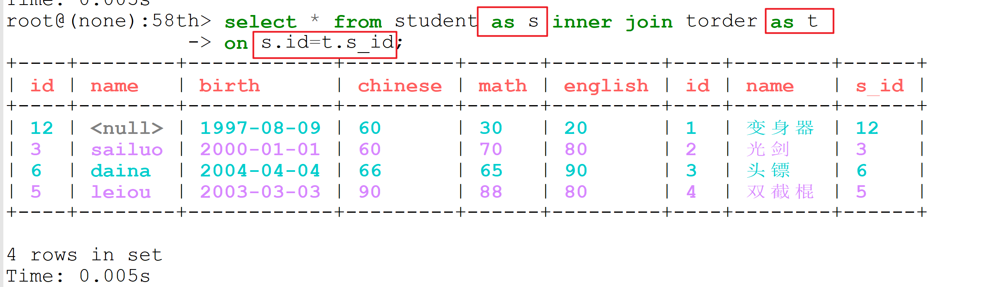 Time: 0.005s
root@(none):58th> select * from student as s inner join torder as t
-> on s.id=t.s_id;
+----+--------+------------+---------+------+---------+----+--------+------+
| id | name | birth | chinese | math | english | id | name | s_id |
+----+--------+------------+---------+------+---------+----+--------+------+
| 12 | <null> | 1997-08-09 | 60 | 30 | 20 | 1 | 变身器 | 12 |
| 3 | sailuo | 2000-01-01 | 60 | 70 | 80 | 2 | 光剑 | 3 |
| 6 | daina | 2004-04-04 | 66 | 65 | 90 | 3 | 头镖 | 6 |
| 5 | leiou | 2003-03-03 | 90 | 88 | 80 | 4 | 双截棍 | 5 |
+----+--------+------------+---------+------+---------+----+--------+------+
4 rows in set
Time: 0.005s